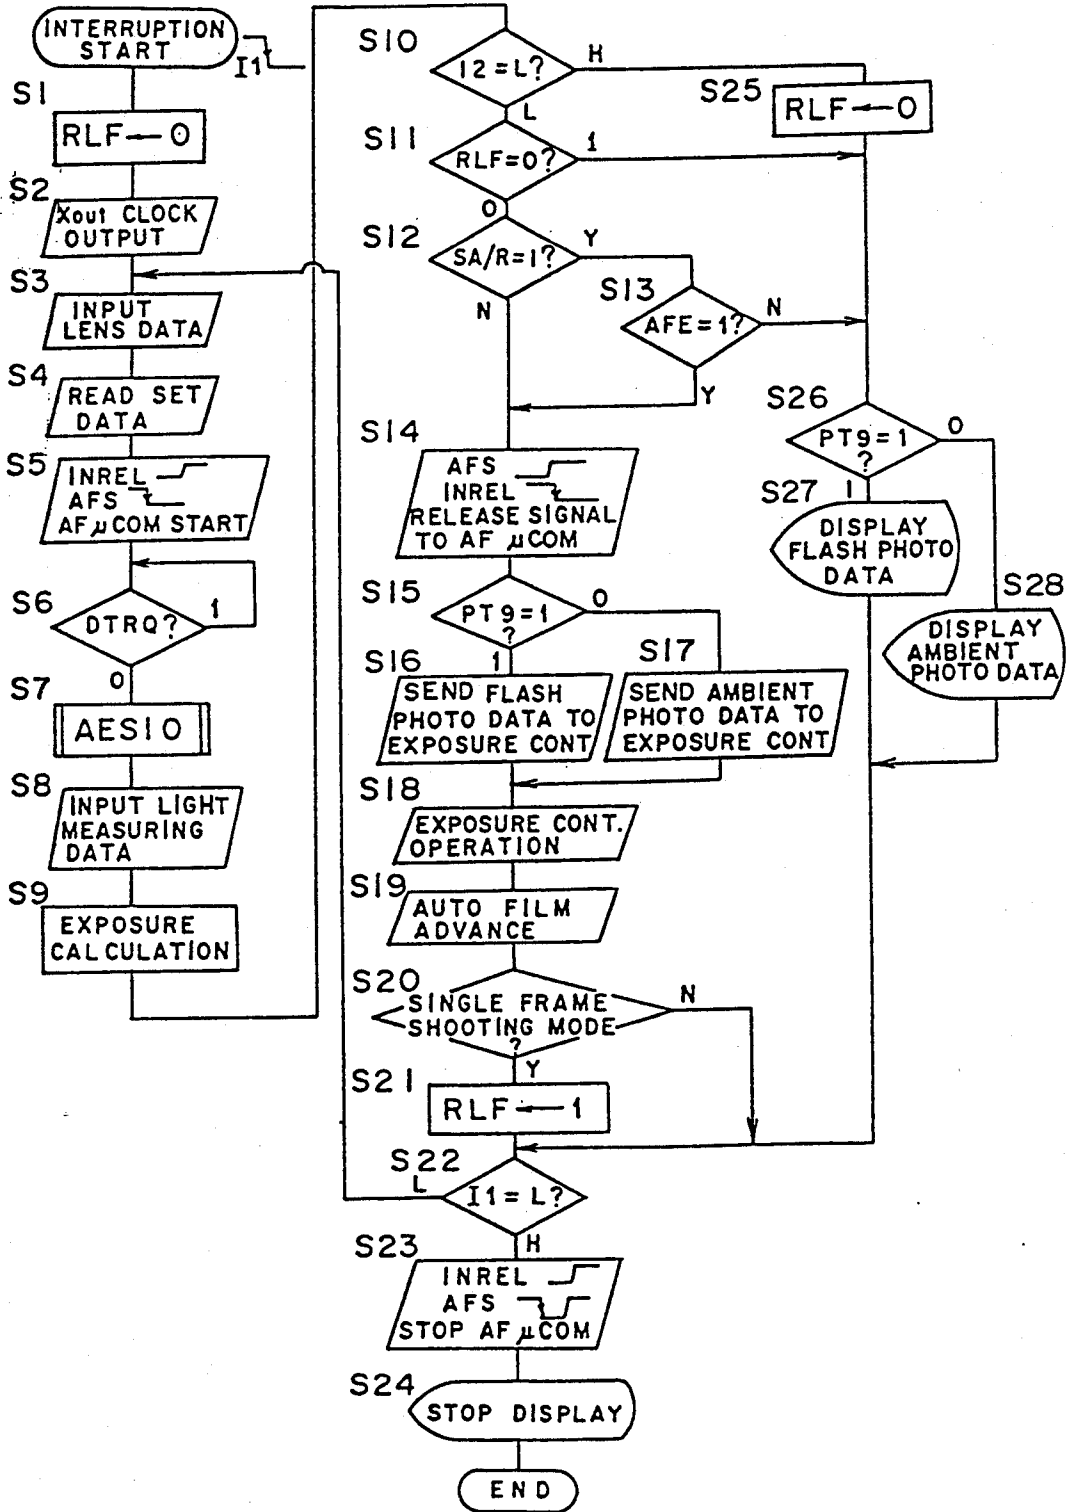 INTERRUPTION
START
I1
S1
RLF ← 0
S2
Xout CLOCK
OUTPUT
S3
INPUT
LENS DATA
S4
READ SET
DATA
S5
INREL
AFS
AF μCOM START
S6
DTRQ?
1
0
S7
AESIO
S8
INPUT LIGHT
MEASURING
DATA
S9
EXPOSURE
CALCULATION
S10
I2=L?
H
L
S11
RLF=0?
1
0
S12
SA/R=1?
Y
N
S13
AFE=1?
N
Y
S14
AFS
INREL
RELEASE SIGNAL
TO AF μCOM
S15
PT9=1
?
0
1
S16
SEND FLASH
PHOTO DATA TO
EXPOSURE CONT
S17
SEND AMBIENT
PHOTO DATA TO
EXPOSURE CONT
S18
EXPOSURE CONT.
OPERATION
S19
AUTO FILM
ADVANCE
S20
SINGLE FRAME
SHOOTING MODE
?
N
Y
S21
RLF ← 1
S22
I1=L?
L
H
S23
INREL
AFS
STOP AF μCOM
S24
STOP DISPLAY
END
S25
RLF ← 0
S26
PT9=1
?
0
1
S27
DISPLAY
FLASH PHOTO
DATA
S28
DISPLAY
AMBIENT
PHOTO DATA